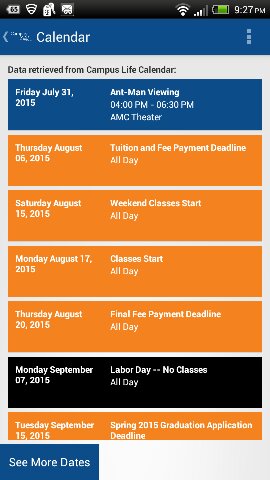 65
9:27PM
Calendar
Data retrieved from Campus Life Calendar:
Friday July 31,
2015
Ant-Man Viewing
04:00 PM - 06:30 PM
AMC Theater
Thursday August
06, 2015
Tuition and Fee Payment Deadline
All Day
Saturday August
15, 2015
Weekend Classes Start
All Day
Monday August 17,
2015
Classes Start
All Day
Thursday August
20, 2015
Final Fee Payment Deadline
All Day
Monday September
07, 2015
Labor Day -- No Classes
All Day
Tuesday September
15, 2015
Spring 2015 Graduation Application
Deadline
See More Dates